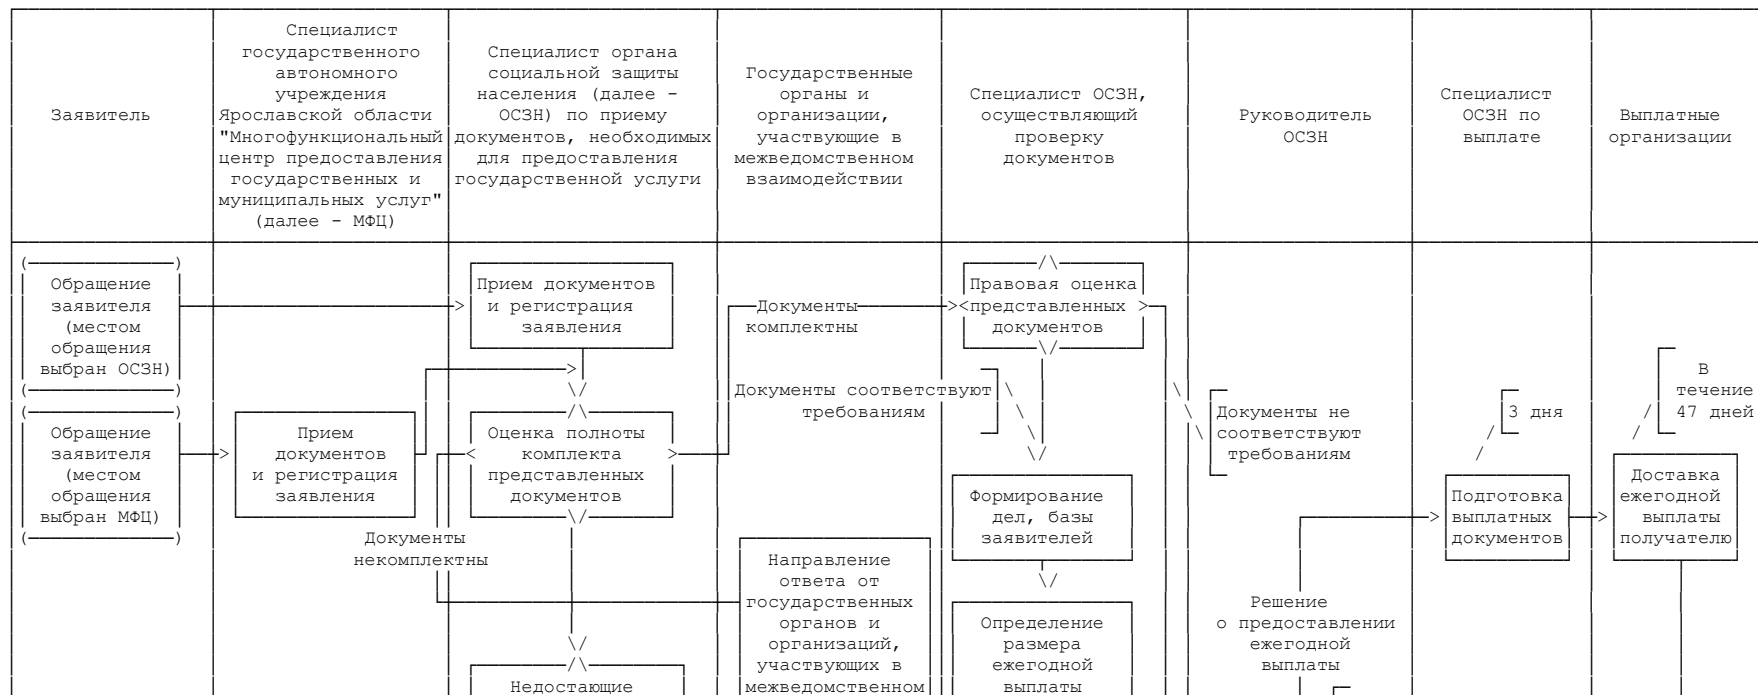 Заявитель
Специалист
государственного
автономного
учреждения
Ярославской области
"Многофункциональный
центр предоставления
государственных и
муниципальных услуг"
(далее - МФЦ)
Специалист органа
социальной защиты
населения (далее -
ОСЗН) по приему
документов, необходимых
для предоставления
государственной услуги
Государственные
органы и
организации,
участвующие в
межведомственном
взаимодействии
Специалист ОСЗН,
осуществляющий
проверку
документов
Руководитель
ОСЗН
Специалист
ОСЗН по
выплате
Выплатные
организации
Обращение
заявителя
(местом
обращения
выбран ОСЗН)
Прием документов
и регистрация
заявления
Документы
комплектны
Правовая оценка
представленных
документов
Документы соответствуют
требованиям
Документы не
соответствуют
требованиям
3 дня
В
течение
47 дней
Обращение
заявителя
(местом
обращения
выбран МФЦ)
Прием
документов
и регистрация
заявления
Оценка полноты
комплекта
представленных
документов
Формирование
дел, базы
заявителей
Подготовка
выплатных
документов
Доставка
ежегодной
выплаты
получателю
Документы
некомплектны
Направление
ответа от
государственных
органов и
организаций,
участвующих в
межведомственном
Определение
размера
ежегодной
выплаты
Решение
о предоставлении
ежегодной
выплаты
Недостающие